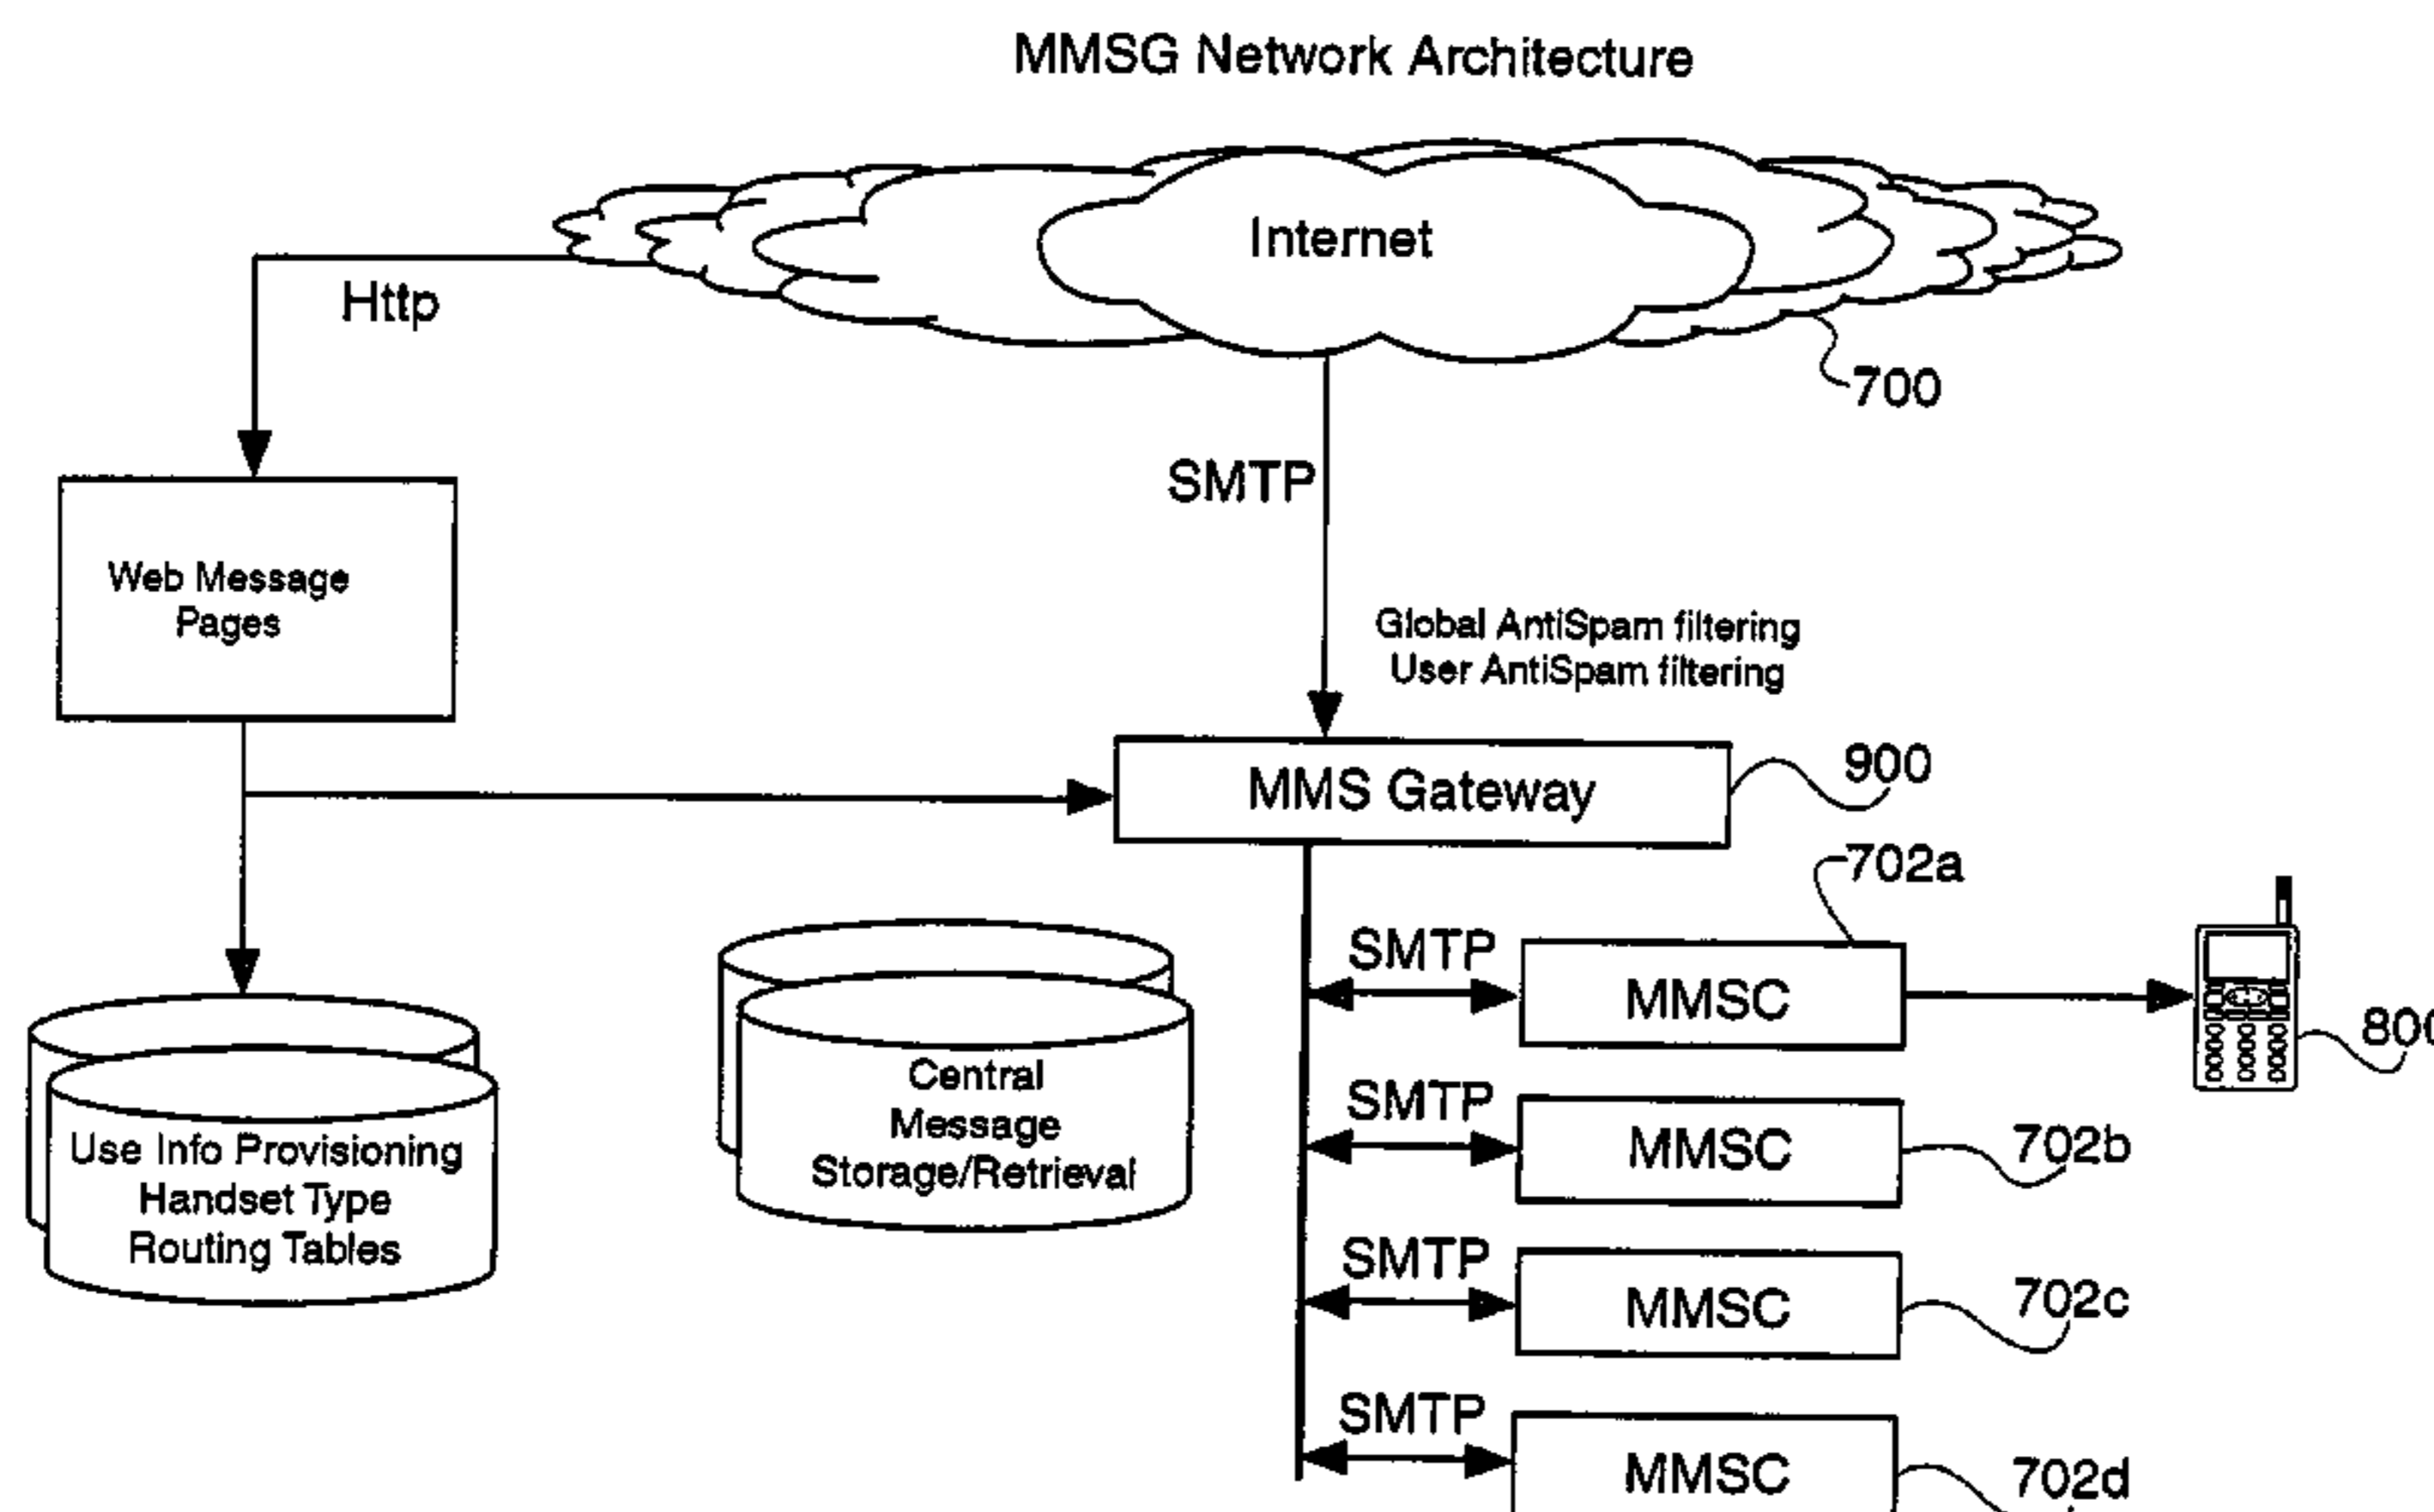 MMSG Network Architecture
Internet
Http
700
SMTP
Web Message
Pages
Global AntiSpam filtering
User AntiSpam filtering
MMS Gateway
900
702a
SMTP
MMSC
800
SMTP
MMSC
702b
SMTP
MMSC
702c
SMTP
MMSC
702d
Central
Message
Storage/Retrieval
Use Info Provisioning
Handset Type
Routing Tables